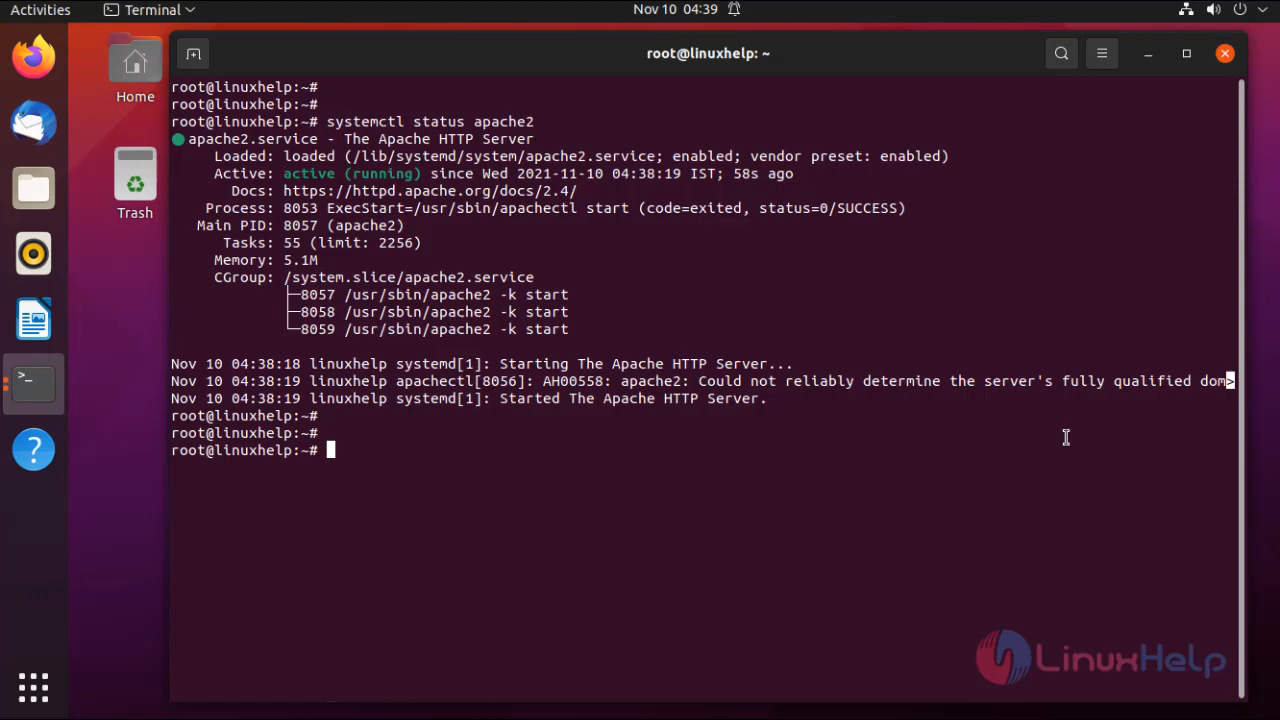 Activities Terminal Nov 10 04:39
root@linuxhelp: ~
Home
Trash
root@linuxhelp:~#
root@linuxhelp:~#
root@linuxhelp:~# systemctl status apache2
apache2.service - The Apache HTTP Server
Loaded: loaded (/lib/systemd/system/apache2.service; enabled; vendor preset: enabled)
Active: active (running) since Wed 2021-11-10 04:38:19 IST; 58s ago
Docs: https://httpd.apache.org/docs/2.4/
Process: 8053 ExecStart=/usr/sbin/apachectl start (code=exited, status=0/SUCCESS)
Main PID: 8057 (apache2)
Tasks: 55 (limit: 2256)
Memory: 5.1M
CGroup: /system.slice/apache2.service
├─8057 /usr/sbin/apache2 -k start
├─8058 /usr/sbin/apache2 -k start
└─8059 /usr/sbin/apache2 -k start
Nov 10 04:38:18 linuxhelp systemd[1]: Starting The Apache HTTP Server...
Nov 10 04:38:19 linuxhelp apachectl[8056]: AH00558: apache2: Could not reliably determine the server's fully qualified dom>
Nov 10 04:38:19 linuxhelp systemd[1]: Started The Apache HTTP Server.
root@linuxhelp:~#
root@linuxhelp:~#
root@linuxhelp:~#
LinuxHelp